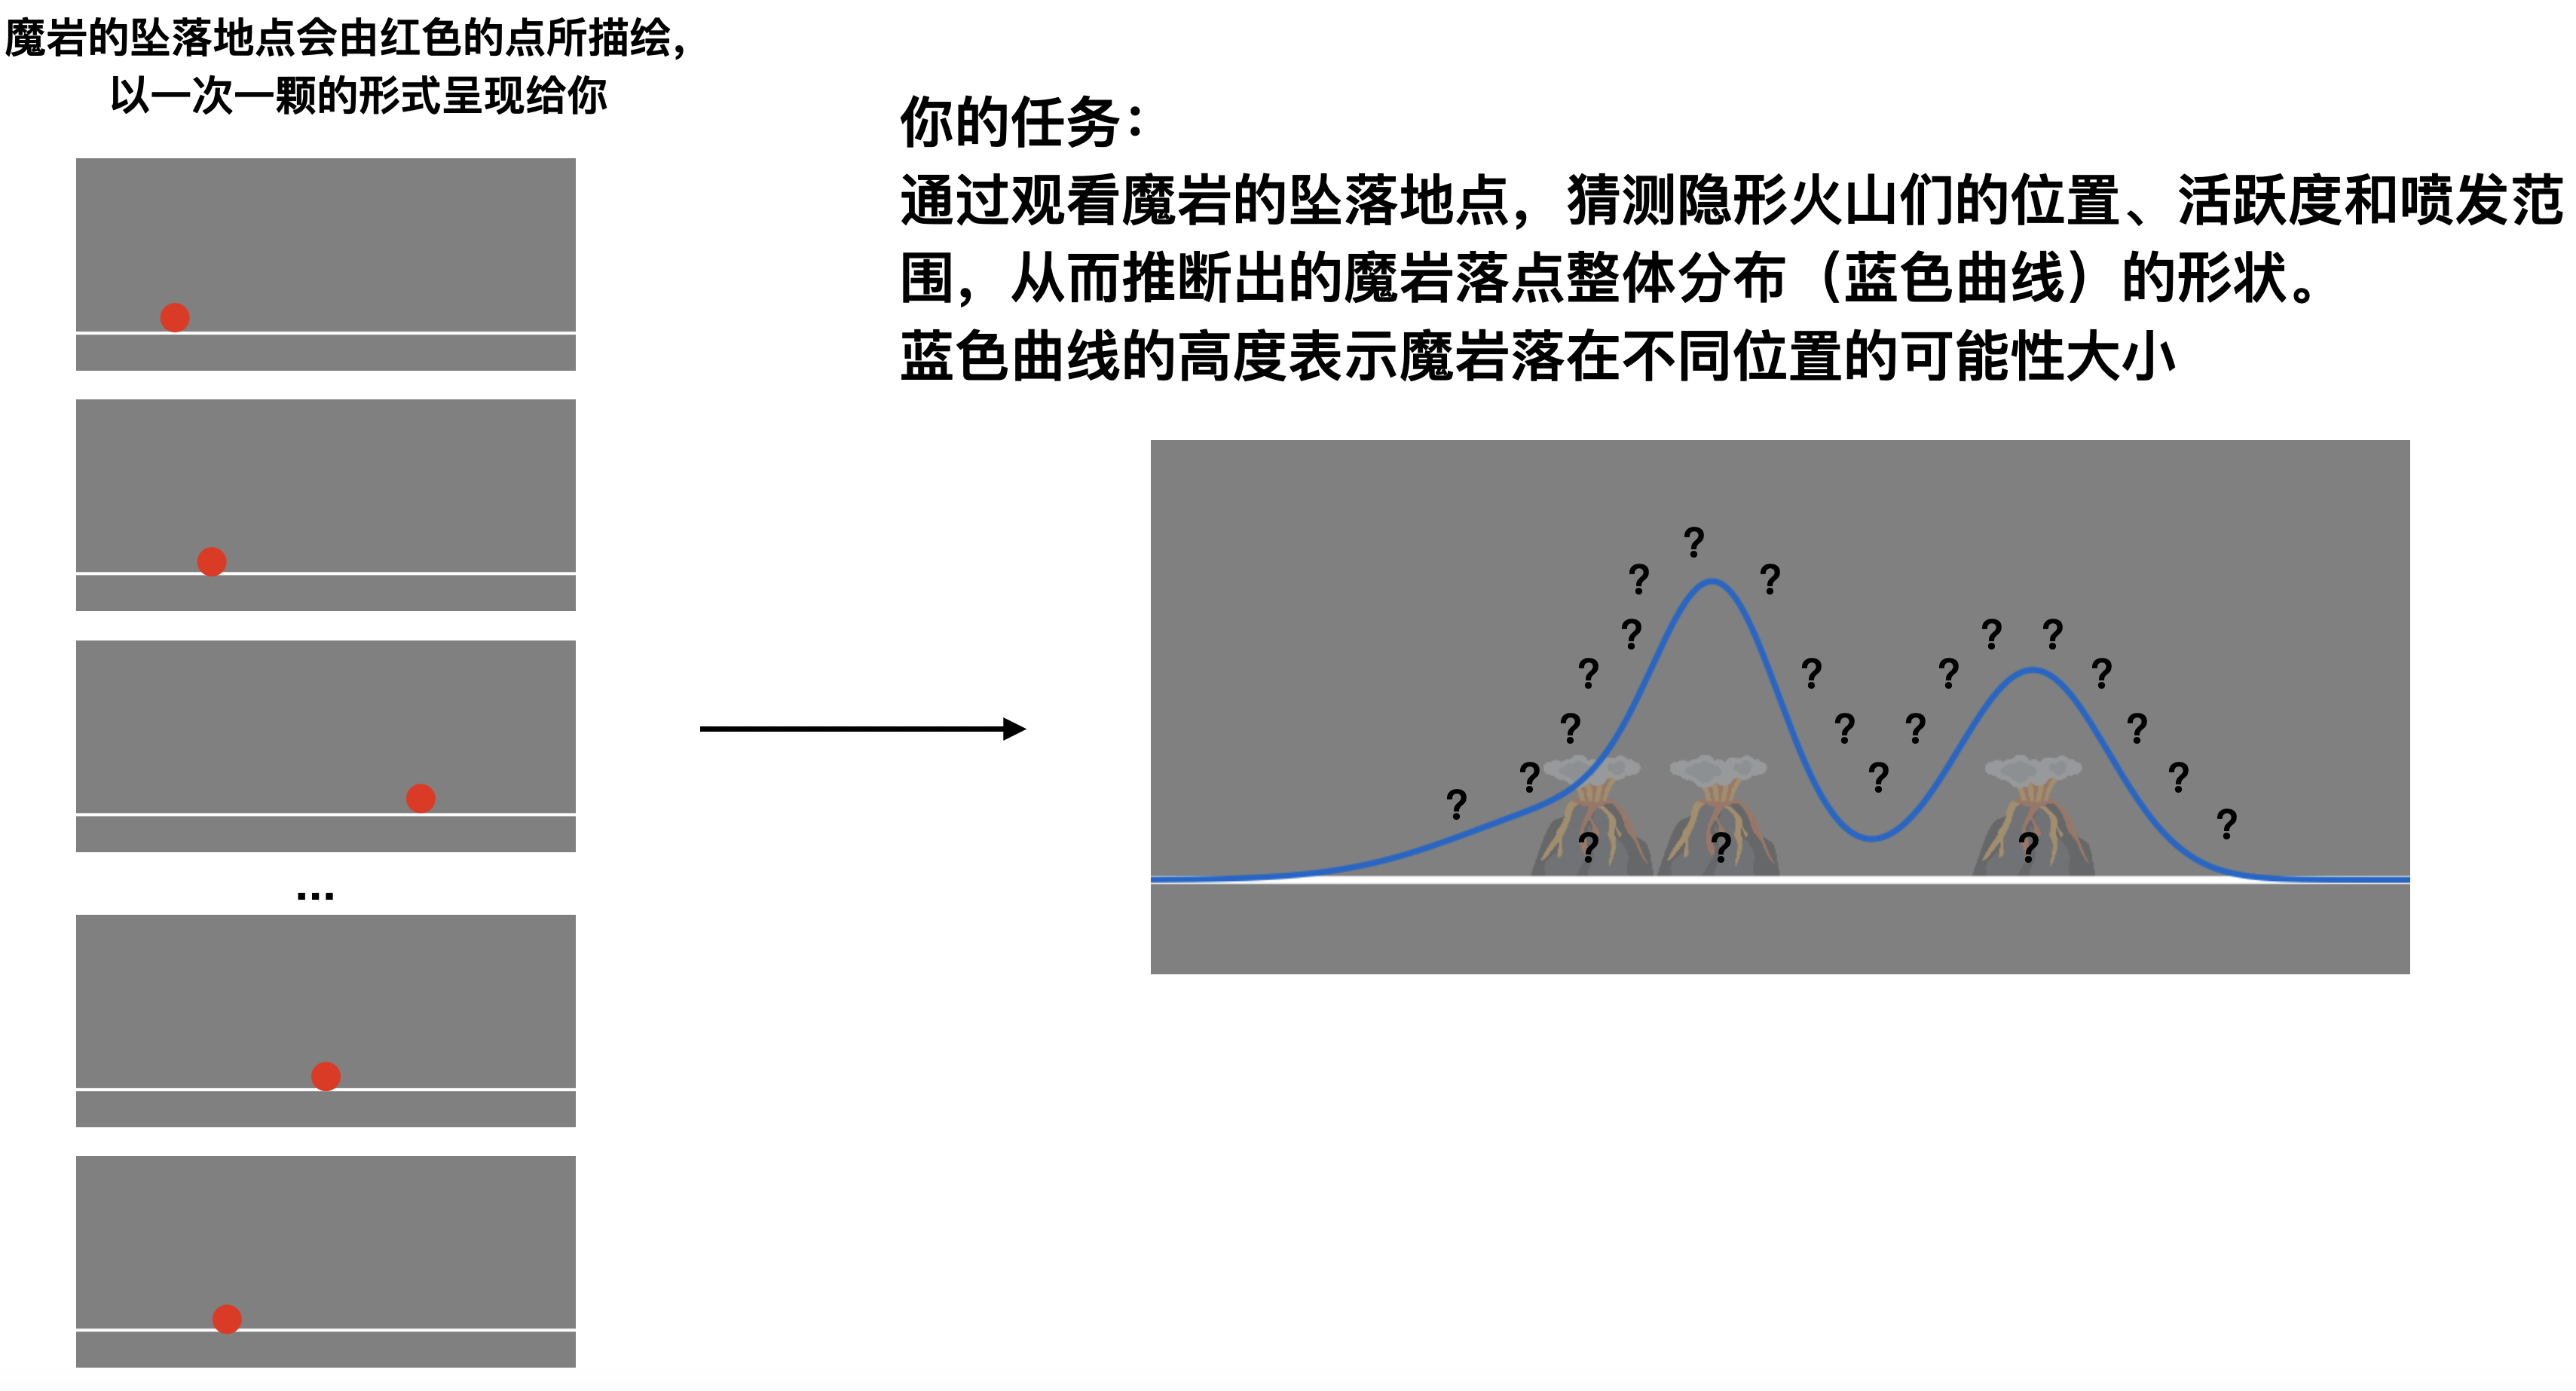 魔岩的坠落地点会由红色的点所描绘，
以一次一颗的形式呈现给你
...
你的任务：
通过观看魔岩的坠落地点，猜测隐形火山们的位置、活跃度和喷发范
围，从而推断出的魔岩落点整体分布（蓝色曲线）的形状。
蓝色曲线的高度表示魔岩落在不同位置的可能性大小
?
? ?
? ? ?
? ? ? ?
? ? ? ?
? ? ?
? ?
? ? ?